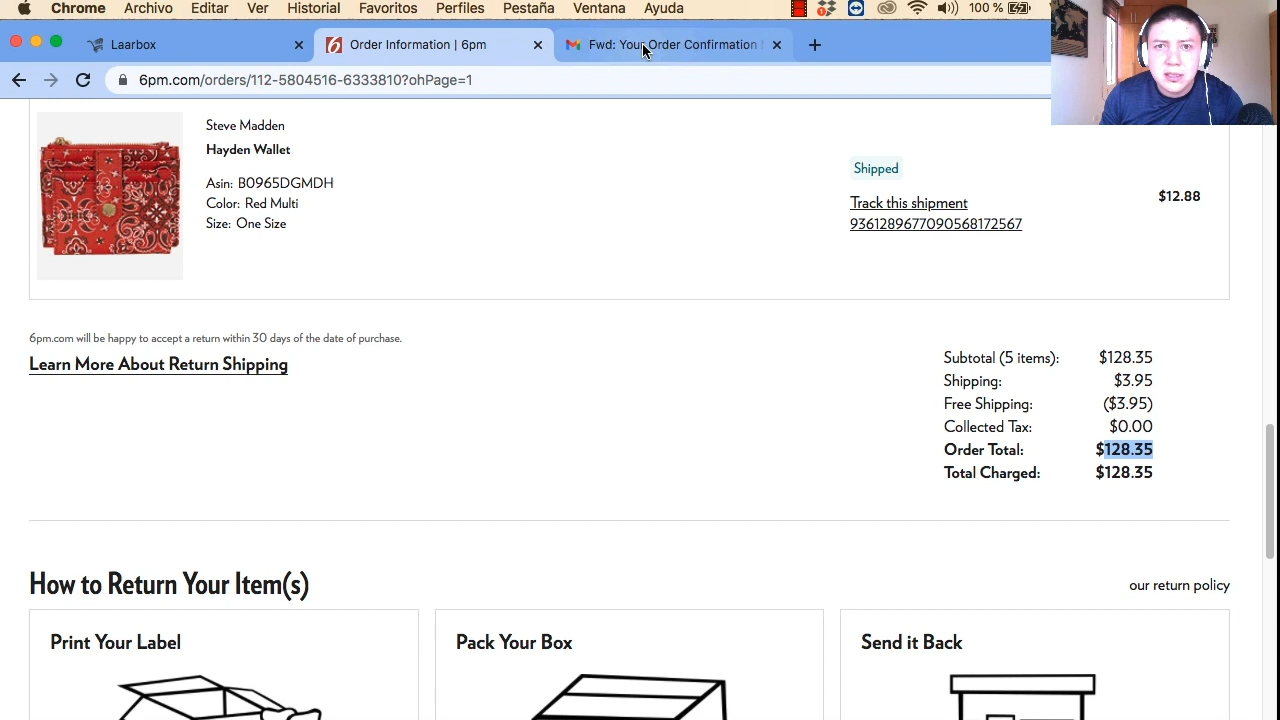 Chrome Archivo Editar Ver Historial Favoritos Perfiles Pestaña Ventana Ayuda 100 %
Laarbox Order Information | 6pm Fwd: Your Order Confirmation
6pm.com/orders/112-5804516-6333810?ohPage=1
Steve Madden
Hayden Wallet
Asin: B0965DGMDH
Color: Red Multi
Size: One Size
Shipped
Track this shipment
9361289677090568172567
$12.88
6pm.com will be happy to accept a return within 30 days of the date of purchase.
Learn More About Return Shipping
Subtotal (5 items): $128.35
Shipping: $3.95
Free Shipping: ($3.95)
Collected Tax: $0.00
Order Total: $128.35
Total Charged: $128.35
How to Return Your Item(s)
our return policy
Print Your Label
Pack Your Box
Send it Back